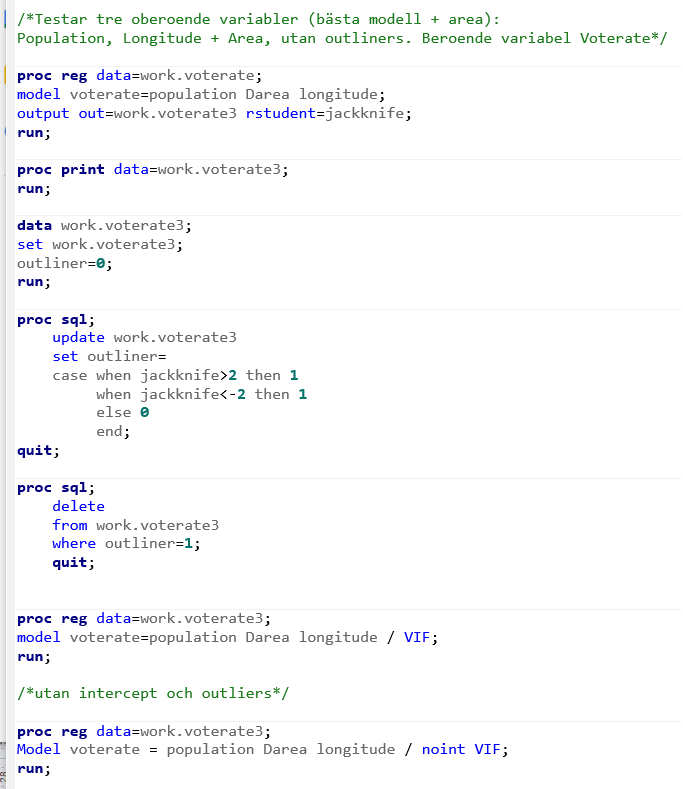 /*Testar tre oberoende variabler (bästa modell + area):
Population, Longitude + Area, utan outliners. Beroende variabel Voterate*/
proc reg data=work.voterate;
model voterate=population Darea longitude;
output out=work.voterate3 rstudent=jackknife;
run;
proc print data=work.voterate3;
run;
data work.voterate3;
set work.voterate3;
outliner=0;
run;
proc sql;
update work.voterate3
set outliner=
case when jackknife>2 then 1
when jackknife<-2 then 1
else 0
end;
quit;
proc sql;
delete
from work.voterate3
where outliner=1;
quit;
proc reg data=work.voterate3;
model voterate=population Darea longitude / VIF;
run;
/*utan intercept och outliers*/
proc reg data=work.voterate3;
Model voterate = population Darea longitude / noint VIF;
run;